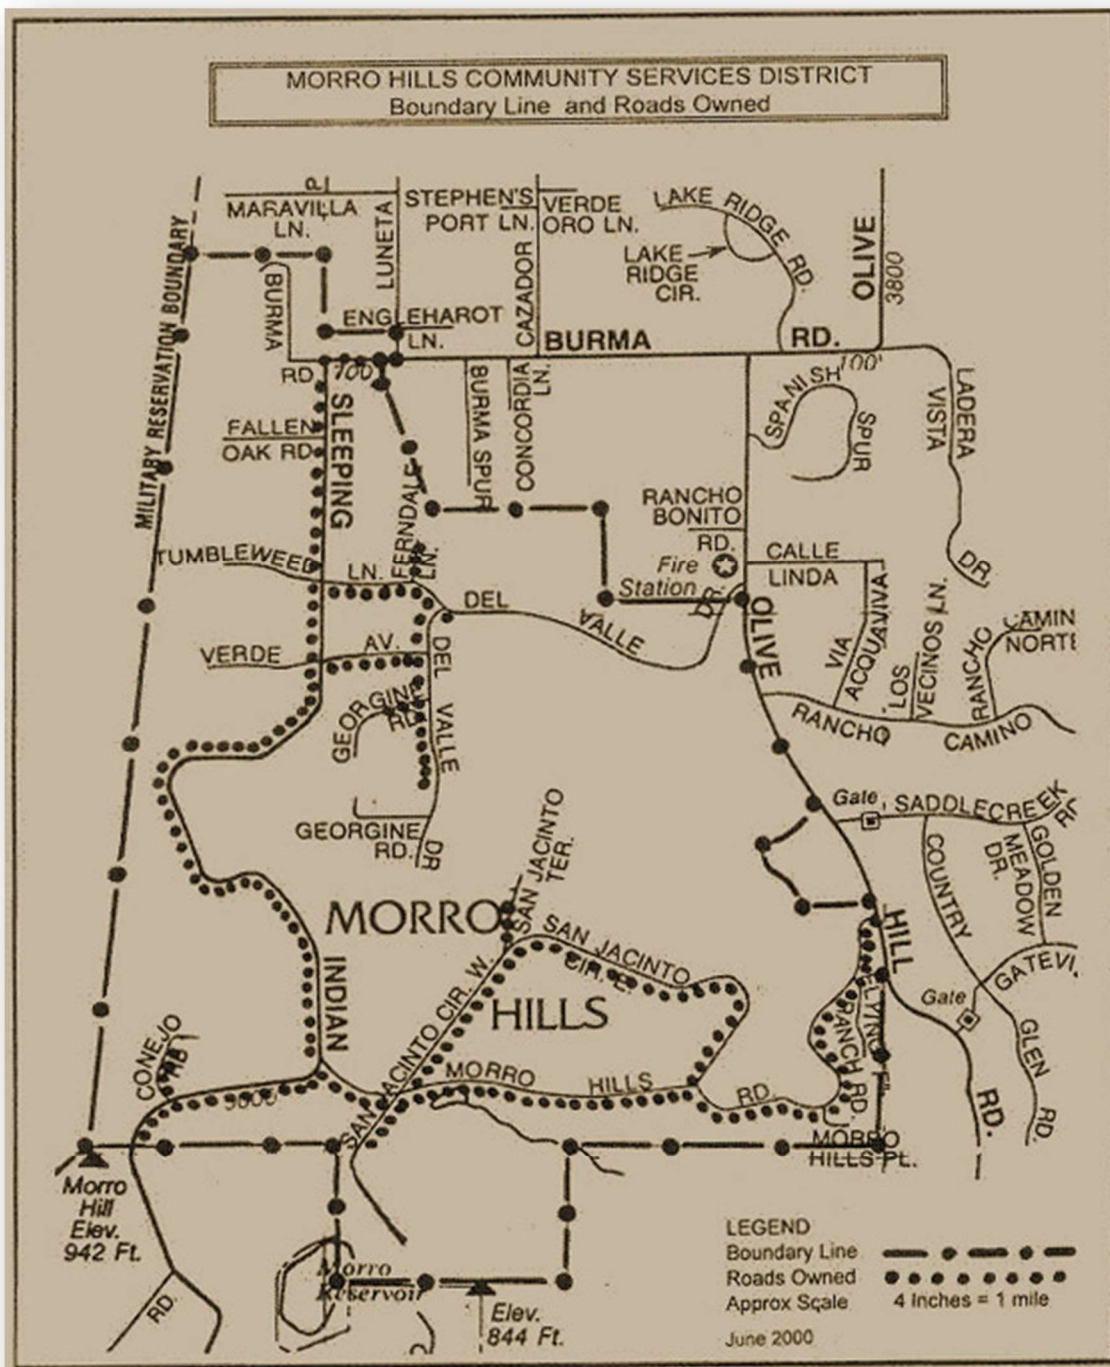 MORRO HILLS COMMUNITY SERVICES DISTRICT
Boundary Line and Roads Owned
MARAVILLA
LN.
LUNETA
STEPHEN'S
PORT LN.
CAZADOR
VERDE
ORO LN.
LAKE RIDGE RD.
LAKE
RIDGE
CIR.
OLIVE
3800
MILITARY RESERVATION BOUNDARY
BURMA
RD
ENGLEHAROT
LN.
BURMA RD.
700'
100'
SLEEPING
FALLEN
OAK RD
BURMA SPUR
CONCORDIA
LN.
SPANISH
SPUR
LADERA
VISTA
DR.
FERNDALE
LN.
RANCHO
BONITO
RD.
Fire
Station
CALLE
LINDA
TUMBLEWEED LN.
DEL VALLE DR.
OLIVE
VIA
ACQUAVIVA
LOS
VECINOS LN.
RANCHO
CAMIN
NORTE
VERDE AV.
DEL VALLE DR
GEORGINE
RD.
GEORGINE
RD.
RANCHO CAMINO
Gate
SADDLECREEK
COUNTRY
GOLDEN
MEADOW
DR.
SAN JACINTO
TER.
MORRO
HILLS
SAN JACINTO
CIR. E.
SAN JACINTO CIR. W.
HILL
GATEVI
Gate
GLEN
RD.
INDIAN
CONEJO
MORRO HILLS RD.
RANCH RD.
RD.
MORRO
HILLS PL.
Morro
Hill
Elev.
942 Ft.
RD.
Morro
Reservoir
Elev.
844 Ft.
LEGEND
Boundary Line
Roads Owned
Approx Scale 4 Inches = 1 mile
June 2000